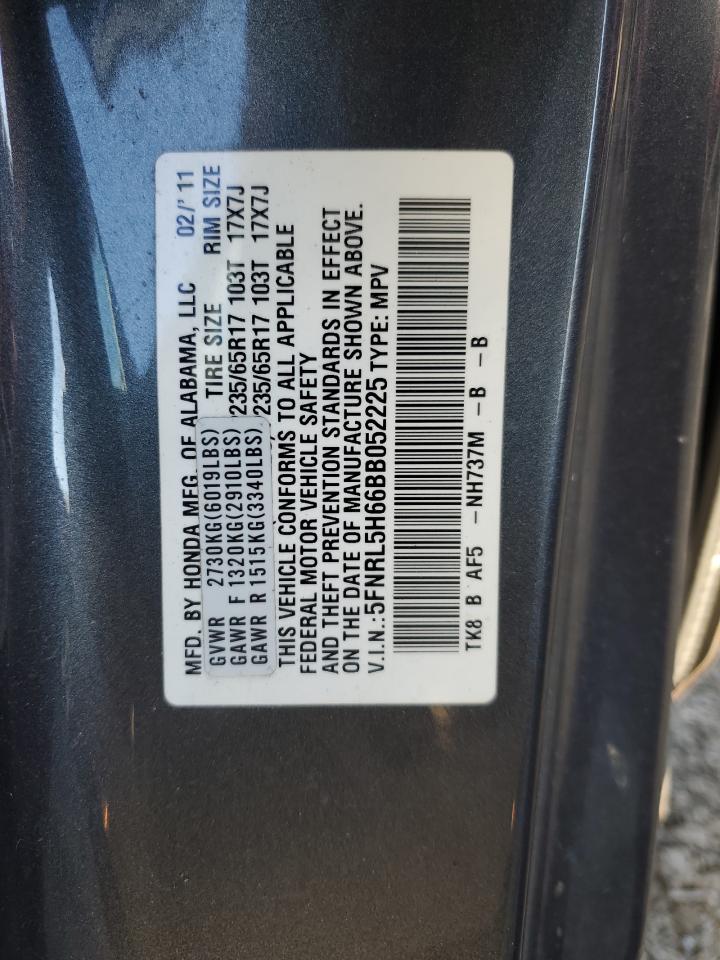 MFD. BY HONDA MFG. OF ALABAMA, LLC 02/'11
GVWR 2730KG(6019LBS) TIRE SIZE RIM SIZE
GAWR F 1320KG(2910LBS) 235/65R17 103T 17X7J
GAWR R 1515KG(3340LBS) 235/65R17 103T 17X7J
THIS VEHICLE CONFORMS TO ALL APPLICABLE
FEDERAL MOTOR VEHICLE SAFETY
AND THEFT PREVENTION STANDARDS IN EFFECT
ON THE DATE OF MANUFACTURE SHOWN ABOVE.
V.I.N.:5FNRL5H66BB052225 TYPE: MPV
TK8 B AF5 -NH737M -B -B